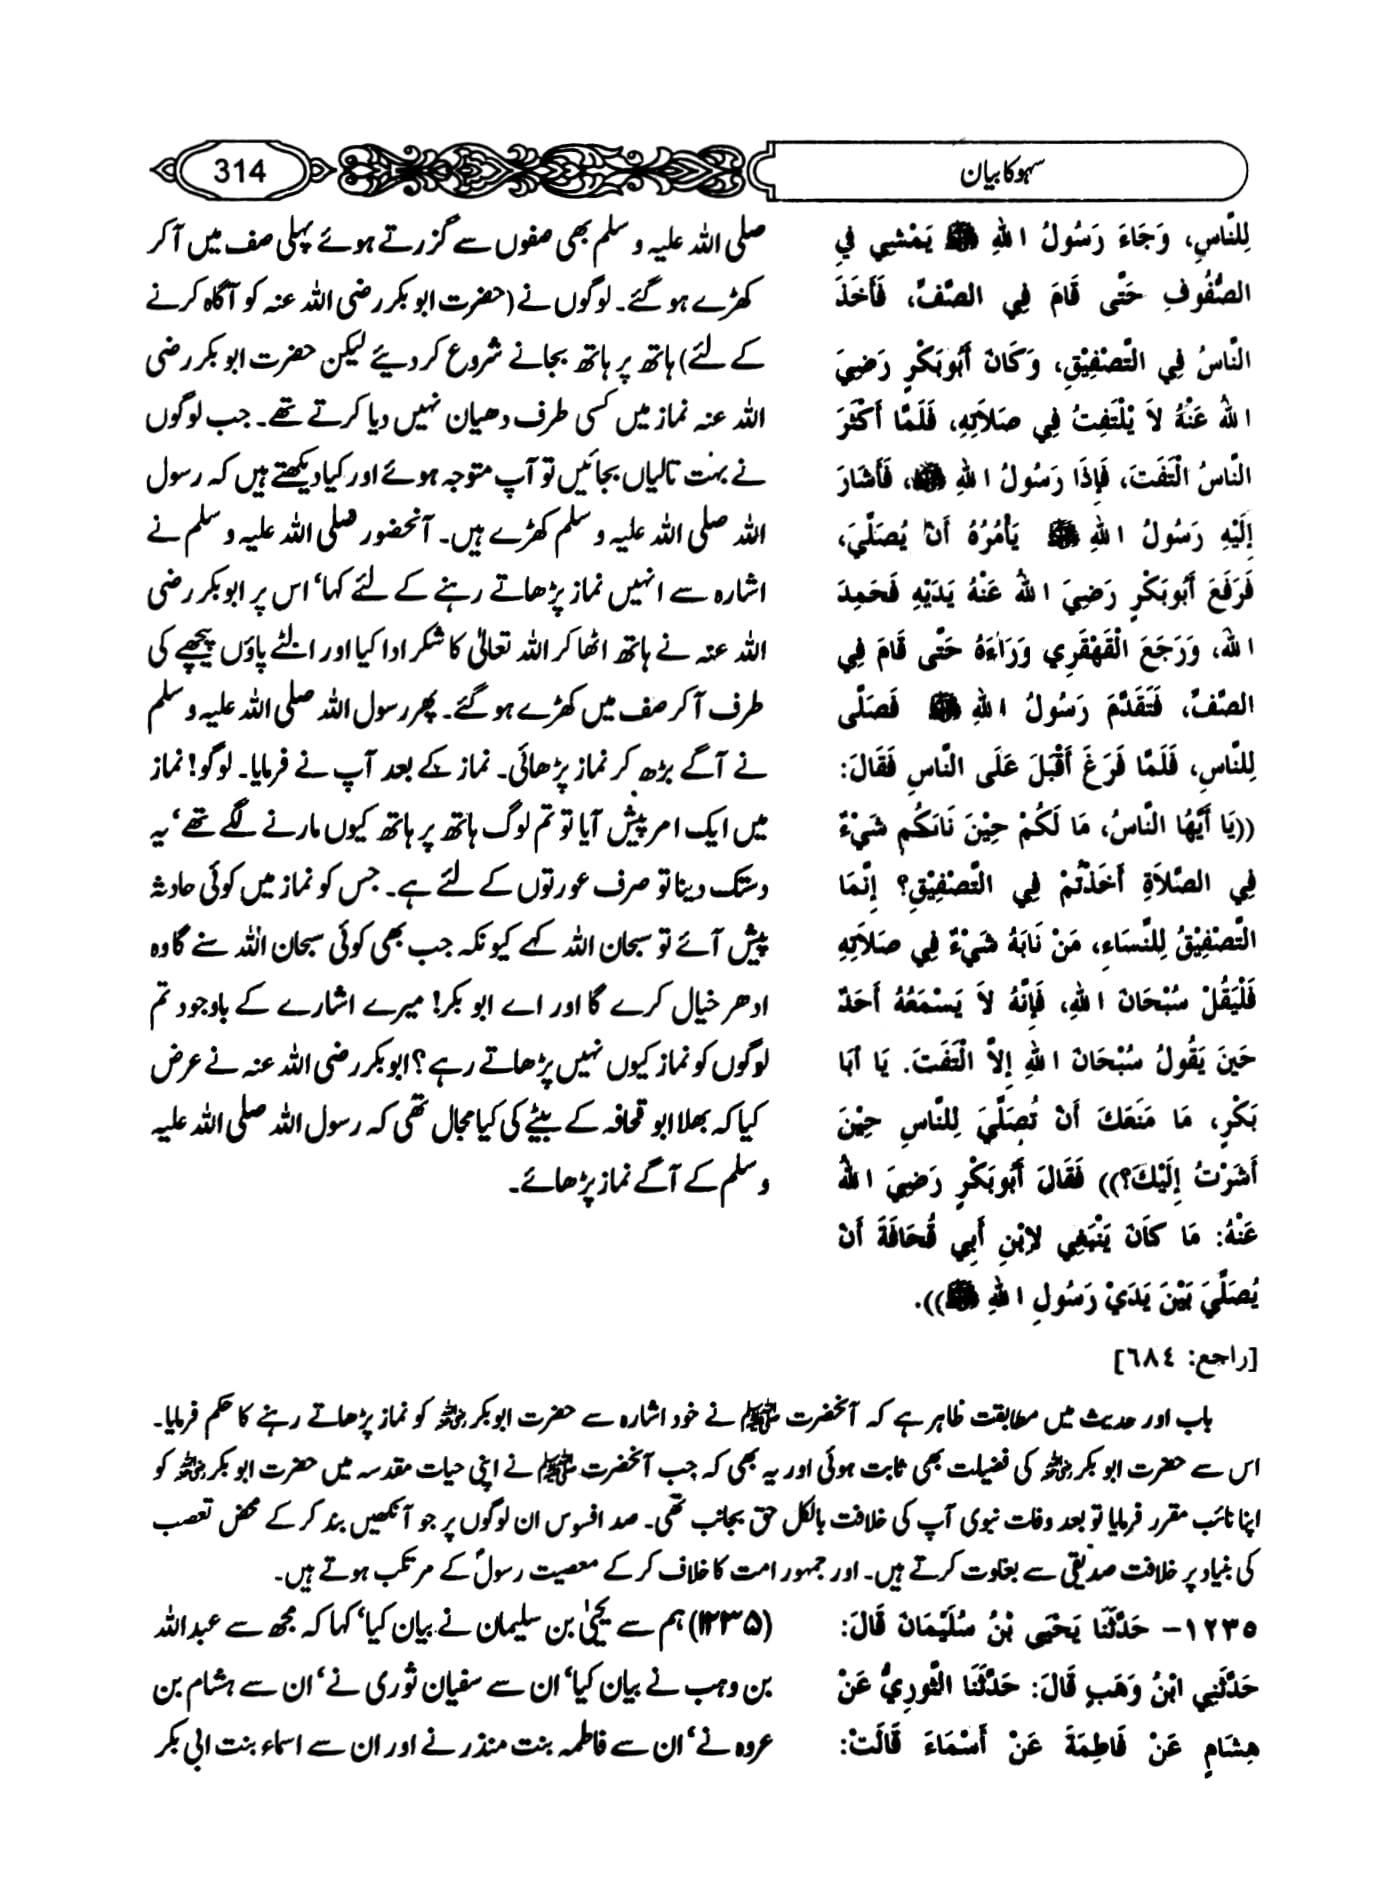 سہو کا بیان
314
لِلنَّاسِ، وَجَاءَ رَسُولُ اللهِ ﷺ يَمْشِي فِي
الصُّفُوفِ حَتَّى قَامَ فِي الصَّفِّ، فَأَخَذَ
النَّاسُ فِي التَّصْفِيْقِ، وَكَانَ أَبُوبَكْرٍ رَضِيَ
اللهُ عَنْهُ لاَ يَلْتَفِتُ فِي صَلاَتِهِ، فَلَمَّا أَكْثَرَ
النَّاسُ الْتَفَتَ، فَإِذَا رَسُولُ اللهِ ﷺ، فَأَشَارَ
إِلَيْهِ رَسُولُ اللهِ ﷺ يَأْمُرُهُ أَنْ يُصَلِّيَ،
فَرَفَعَ أَبُوبَكْرٍ رَضِيَ اللهُ عَنْهُ يَدَيْهِ فَحَمِدَ
اللهَ، وَرَجَعَ الْقَهْقَرِي وَرَاءَهُ حَتَّى قَامَ فِي
الصَّفِّ، فَتَقَدَّمَ رَسُولُ اللهِ ﷺ فَصَلَّى
لِلنَّاسِ، فَلَمَّا فَرَغَ أَقْبَلَ عَلَى النَّاسِ فَقَالَ:
((يَا أَيُّهَا النَّاسُ، مَا لَكُمْ حِيْنَ نَابَكُم شَيْءٌ
فِي الصَّلاَةِ أَخَذْتُمْ فِي التَّصْفِيْقِ؟ إِنَّمَا
التَّصْفِيْقُ لِلنِّسَاءِ، مَنْ نَابَهُ شَيْءٌ فِي صَلاَتِهِ
فَلْيَقُلْ سُبْحَانَ اللهِ، فَإِنَّهُ لاَ يَسْمَعُهُ أَحَدٌ
حَيْنَ يَقُولُ سُبْحَانَ اللهِ إِلاَّ الْتَفَتَ. يَا أَبَا
بَكْرٍ، مَا مَنَعَكَ أَنْ تُصَلِّيَ لِلنَّاسِ حِيْنَ
أَشَرْتُ إِلَيْكَ؟)) فَقَالَ أَبُوبَكْرٍ رَضِيَ اللهُ
عَنْهُ: مَا كَانَ يَنْبَغِي لاِبْنِ أَبِي قُحَافَةَ أَنْ
يُصَلِّيَ بَيْنَ يَدَيْ رَسُولِ اللهِ ﷺ)).
[راجع: ٦٨٤]
صلی اللہ علیہ و سلم بھی صفوں سے گزرتے ہوئے پہلی صف میں آ کر
کھڑے ہو گئے۔ لوگوں نے (حضرت ابو بکر رضی اللہ عنہ کو آگاہ کرنے
کے لئے) ہاتھ پر ہاتھ بجانے شروع کر دیئے لیکن حضرت ابو بکر رضی
اللہ عنہ نماز میں کسی طرف دھیان نہیں دیا کرتے تھے۔ جب لوگوں
نے بہت تالیاں بجائیں تو آپ متوجہ ہوئے اور کیا دیکھتے ہیں کہ رسول
اللہ صلی اللہ علیہ و سلم کھڑے ہیں۔ آنحضور صلی اللہ علیہ و سلم نے
اشارہ سے انہیں نماز پڑھاتے رہنے کے لئے کہا‘ اس پر ابو بکر رضی
اللہ عنہ نے ہاتھ اٹھا کر اللہ تعالیٰ کا شکر ادا کیا اور الٹے پاؤں پیچھے کی
طرف آ کر صف میں کھڑے ہو گئے۔ پھر رسول اللہ صلی اللہ علیہ و سلم
نے آگے بڑھ کر نماز پڑھائی۔ نماز کے بعد آپ نے فرمایا۔ لوگو! نماز
میں ایک امر پیش آیا تو تم لوگ ہاتھ پر ہاتھ کیوں مارنے لگے تھے‘ یہ
دستک دینا تو صرف عورتوں کے لئے ہے۔ جس کو نماز میں کوئی حادثہ
پیش آئے تو سبحان اللہ کہے کیونکہ جب بھی کوئی سبحان اللہ سنے گا وہ
ادھر خیال کرے گا اور اے ابو بکر! میرے اشارے کے باوجود تم
لوگوں کو نماز کیوں نہیں پڑھاتے رہے؟ ابو بکر رضی اللہ عنہ نے عرض
کیا کہ بھلا ابو قحافہ کے بیٹے کی کیا مجال تھی کہ رسول اللہ صلی اللہ علیہ
و سلم کے آگے نماز پڑھائے۔
باب اور حدیث میں مطابقت ظاہر ہے کہ آنحضرت ﷺ نے خود اشارہ سے حضرت ابو بکر رضی اللہ عنہ کو نماز پڑھاتے رہنے کا حکم فرمایا۔
اس سے حضرت ابو بکر رضی اللہ عنہ کی فضیلت بھی ثابت ہوئی اور یہ بھی کہ جب آنحضرت ﷺ نے اپنی حیات مقدسہ میں حضرت ابو بکر رضی اللہ عنہ کو
اپنا نائب مقرر فرمایا تو بعد وفات نبوی آپ کی خلافت بالکل حق بجانب تھی۔ صد افسوس ان لوگوں پر جو آنکھیں بند کر کے محض تعصب
کی بنیاد پر خلافت صدیقی سے بغاوت کرتے ہیں۔ اور جمہور امت کا خلاف کر کے معصیت رسولؐ کے مرتکب ہوتے ہیں۔
١٢٣٥– حَدَّثَنَا يَحْيَى بْنُ سُلَيْمَانَ قَالَ:
حَدَّثَنِي ابْنُ وَهَبٍ قَالَ: حَدَّثَنَا الثَّورِيُّ عَنْ
هِشَامٍ عَنْ فَاطِمَةَ عَنْ أَسْمَاءَ قَالَتْ:
(۱۲۳۵) ہم سے یحییٰ بن سلیمان نے بیان کیا‘ کہا کہ مجھ سے عبداللہ
بن وہب نے بیان کیا‘ ان سے سفیان ثوری نے‘ ان سے ہشام بن
عروہ نے‘ ان سے فاطمہ بنت منذر نے اور ان سے اسماء بنت ابی بکر